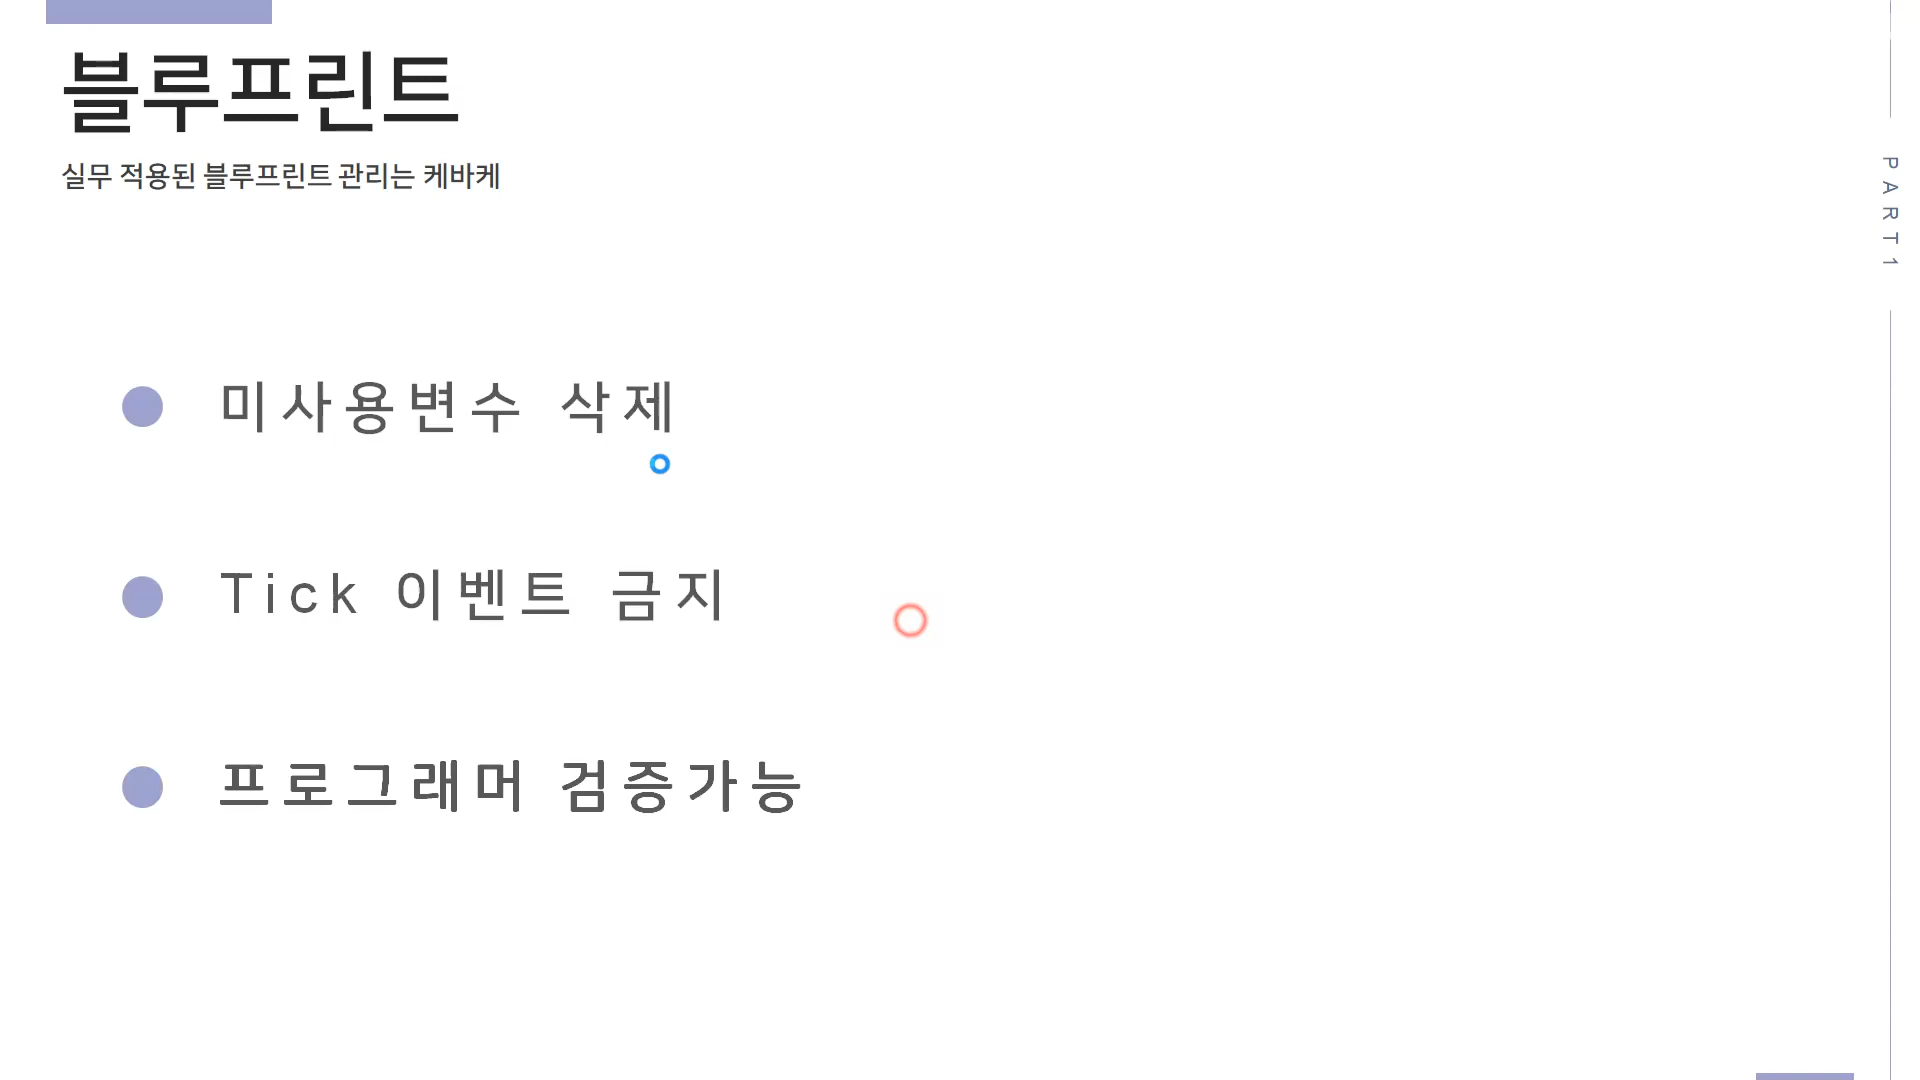 블루프린트
실무 적용된 블루프린트 관리는 케바케
PART1
미사용변수 삭제
Tick 이벤트 금지
프로그래머 검증가능